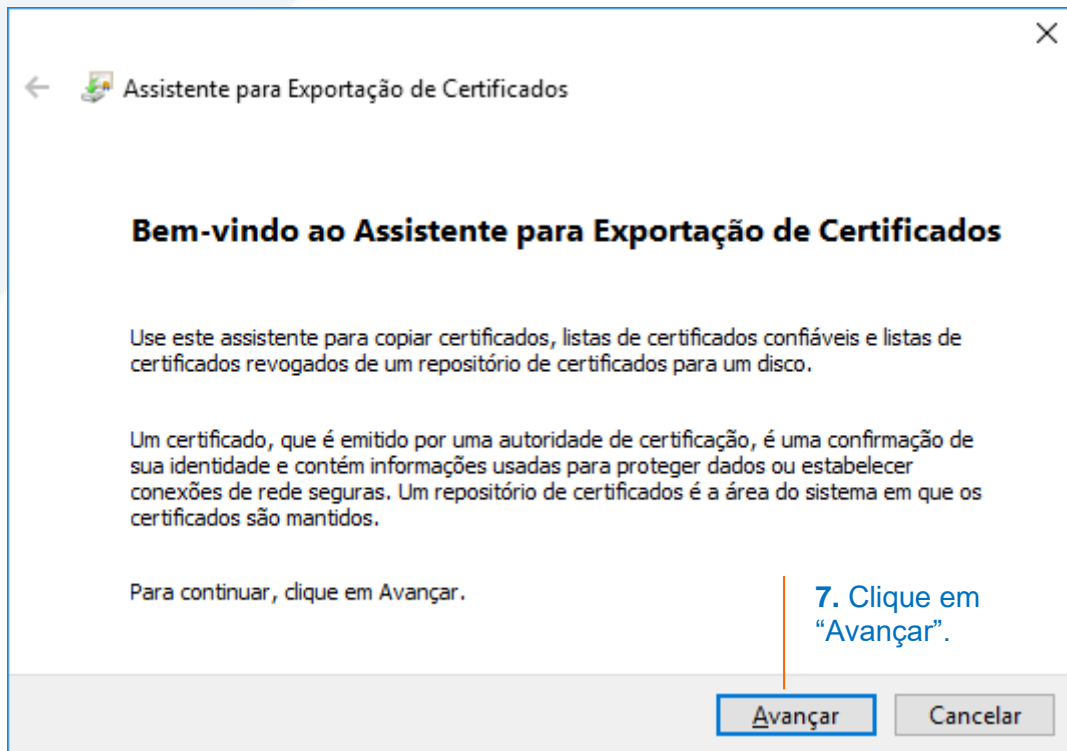 Assistente para Exportação de Certificados
Bem-vindo ao Assistente para Exportação de Certificados
Use este assistente para copiar certificados, listas de certificados confiáveis e listas de
certificados revogados de um repositório de certificados para um disco.
Um certificado, que é emitido por uma autoridade de certificação, é uma confirmação de
sua identidade e contém informações usadas para proteger dados ou estabelecer
conexões de rede seguras. Um repositório de certificados é a área do sistema em que os
certificados são mantidos.
Para continuar, clique em Avançar.
7. Clique em
“Avançar”.
Avançar
Cancelar